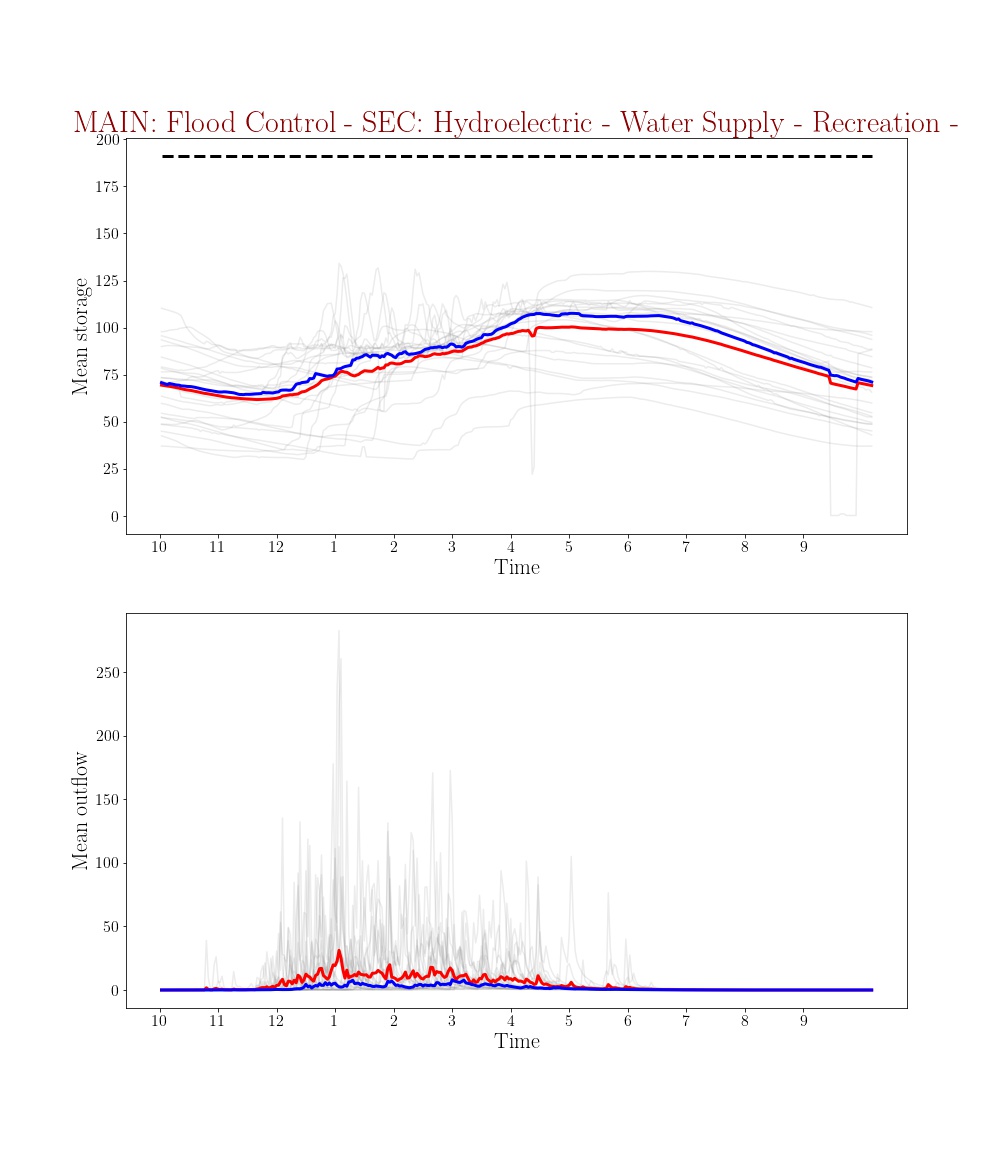 MAIN: Flood Control - SEC: Hydroelectric - Water Supply - Recreation -
200
175
150
125
100
75
50
25
0
Mean storage
10 11 12 1 2 3 4 5 6 7 8 9
Time
250
200
150
100
50
0
Mean outflow
10 11 12 1 2 3 4 5 6 7 8 9
Time